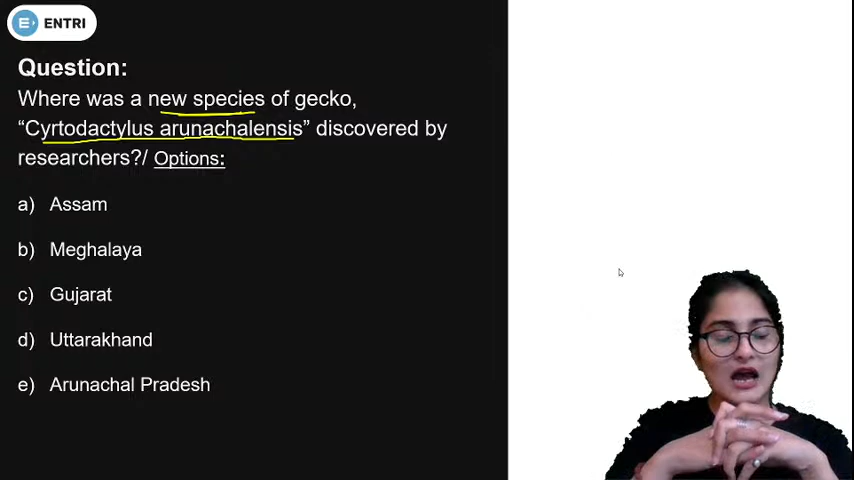 ENTRI
Question:
Where was a new species of gecko,
“Cyrtodactylus arunachalensis” discovered by
researchers?/ Options:
a) Assam
b) Meghalaya
c) Gujarat
d) Uttarakhand
e) Arunachal Pradesh